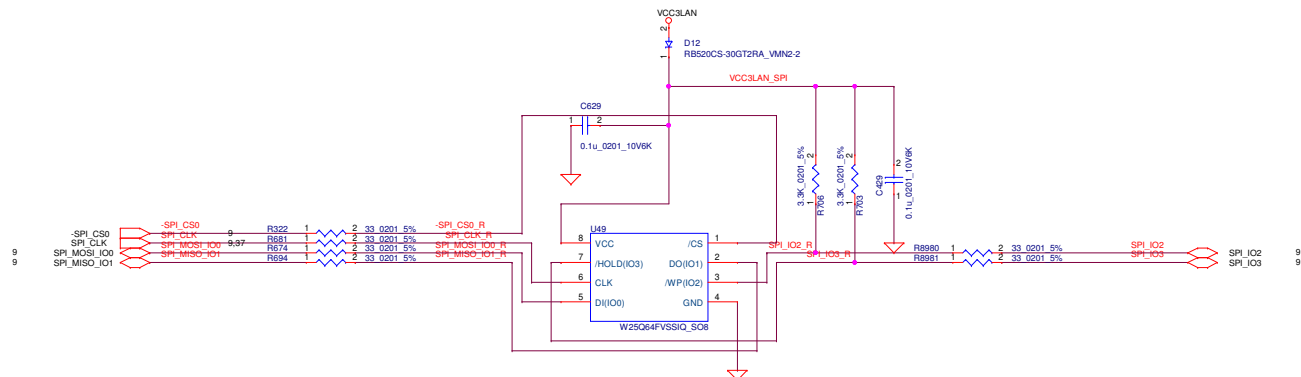 VCC3LAN
2
D12
RB520CS-30GT2RA_VMN2-2
1
VCC3LAN_SPI
C629
1 2
0.1u_0201_10V6K
3.3K_0201_5%
2
1
R706
3.3K_0201_5%
2
1
R703
C429
2
1
0.1u_0201_10V6K
-SPI_CS0 -SPI_CS0 9 R322 1 2 33_0201_5% -SPI_CS0_R
SPI_CLK SPI_CLK 9,37 R681 1 2 33_0201_5% SPI_CLK_R
9 SPI_MOSI_IO0 SPI_MOSI_IO0 R674 1 2 33_0201_5% SPI_MOSI_IO0_R
9 SPI_MISO_IO1 SPI_MISO_IO1 R694 1 2 33_0201_5% SPI_MISO_IO1_R
U49
8 VCC /CS 1
7 /HOLD(IO3) DO(IO1) 2
6 CLK /WP(IO2) 3
5 DI(IO0) GND 4
W25Q64FVSSIQ_SO8
SPI_IO2_R R8980 1 2 33_0201_5% SPI_IO2 SPI_IO2 9
SPI_IO3_R R8981 1 2 33_0201_5% SPI_IO3 SPI_IO3 9